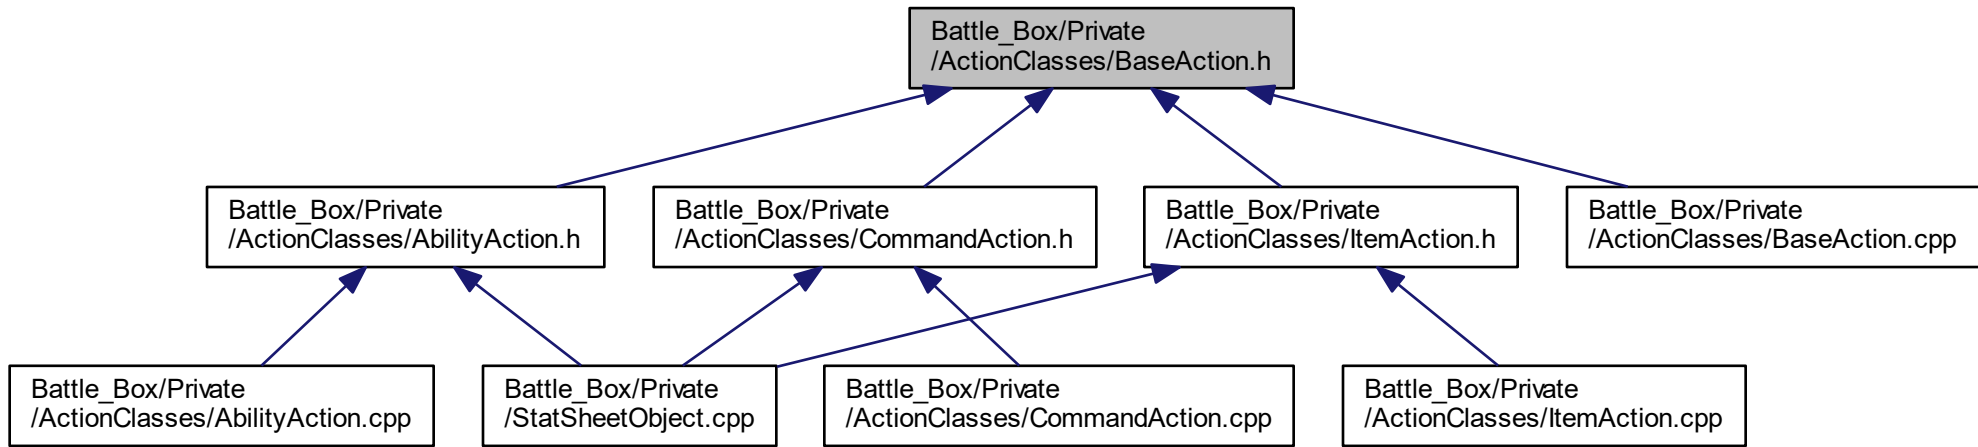 Battle_Box/Private
/ActionClasses/BaseAction.h
Battle_Box/Private
/ActionClasses/AbilityAction.h
Battle_Box/Private
/ActionClasses/CommandAction.h
Battle_Box/Private
/ActionClasses/ItemAction.h
Battle_Box/Private
/ActionClasses/BaseAction.cpp
Battle_Box/Private
/ActionClasses/AbilityAction.cpp
Battle_Box/Private
/StatSheetObject.cpp
Battle_Box/Private
/ActionClasses/CommandAction.cpp
Battle_Box/Private
/ActionClasses/ItemAction.cpp